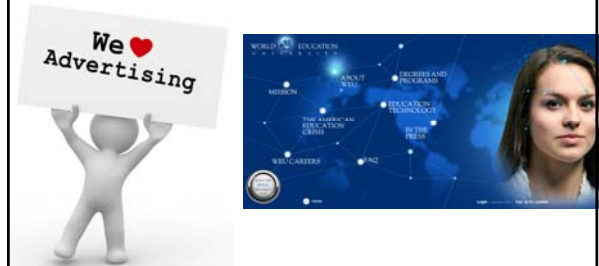 We ❤
Advertising
WORLD EDUCATION
UNIVERSITY
ABOUT
WEU
DEGREES AND
PROGRAMS
MISSION
EDUCATION
TECHNOLOGY
THE AMERICAN
EDUCATION
CRISIS
IN THE
PRESS
WEU CAREERS
FAQ
Login